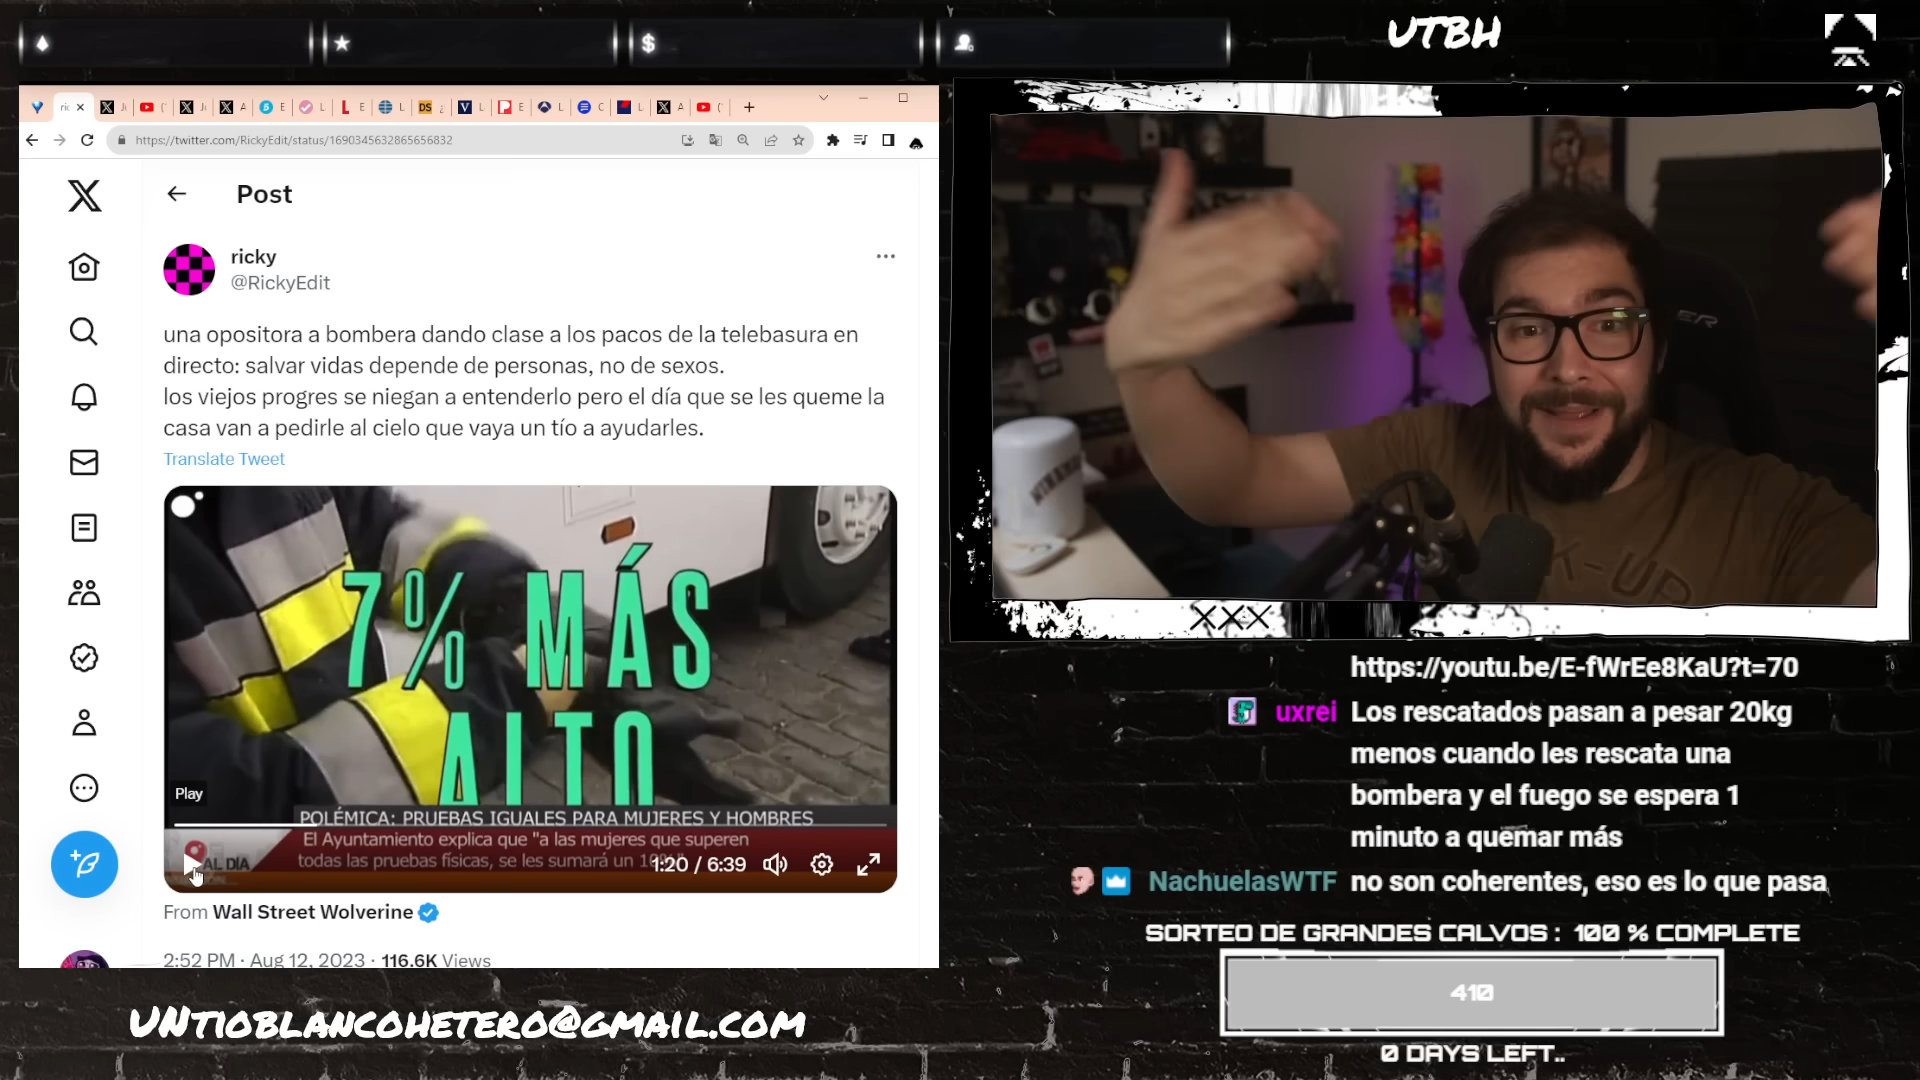 UTBH
https://twitter.com/RickyEdit/status/1690345632865656832
Post
ricky
@RickyEdit
una opositora a bombera dando clase a los pacos de la telebasura en
directo: salvar vidas depende de personas, no de sexos.
los viejos progres se niegan a entenderlo pero el día que se les queme la
casa van a pedirle al cielo que vaya un tío a ayudarles.
Translate Tweet
7% MÁS
ALTO
Play
POLÉMICA: PRUEBAS IGUALES PARA MUJERES Y HOMBRES
El Ayuntamiento explica que "a las mujeres que superen
todas las pruebas físicas, se les sumará un
AL DÍA
1:20 / 6:39
From Wall Street Wolverine
2:52 PM · Aug 12, 2023 · 116.6K Views
UNTIOBLANCOHETERO@GMAIL.COM
XXX
https://youtu.be/E-fWrEe8KaU?t=70
uxrei Los rescatados pasan a pesar 20kg
menos cuando les rescata una
bombera y el fuego se espera 1
minuto a quemar más
NachuelasWTF no son coherentes, eso es lo que pasa
SORTEO DE GRANDES CALVOS : 100 % COMPLETE
410
0 DAYS LEFT..